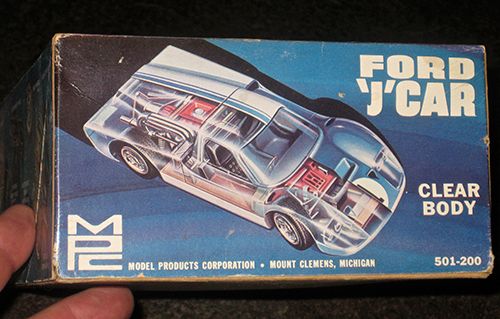 FORD
'J' CAR
CLEAR
BODY
MPC
MODEL PRODUCTS CORPORATION • MOUNT CLEMENS, MICHIGAN
501-200